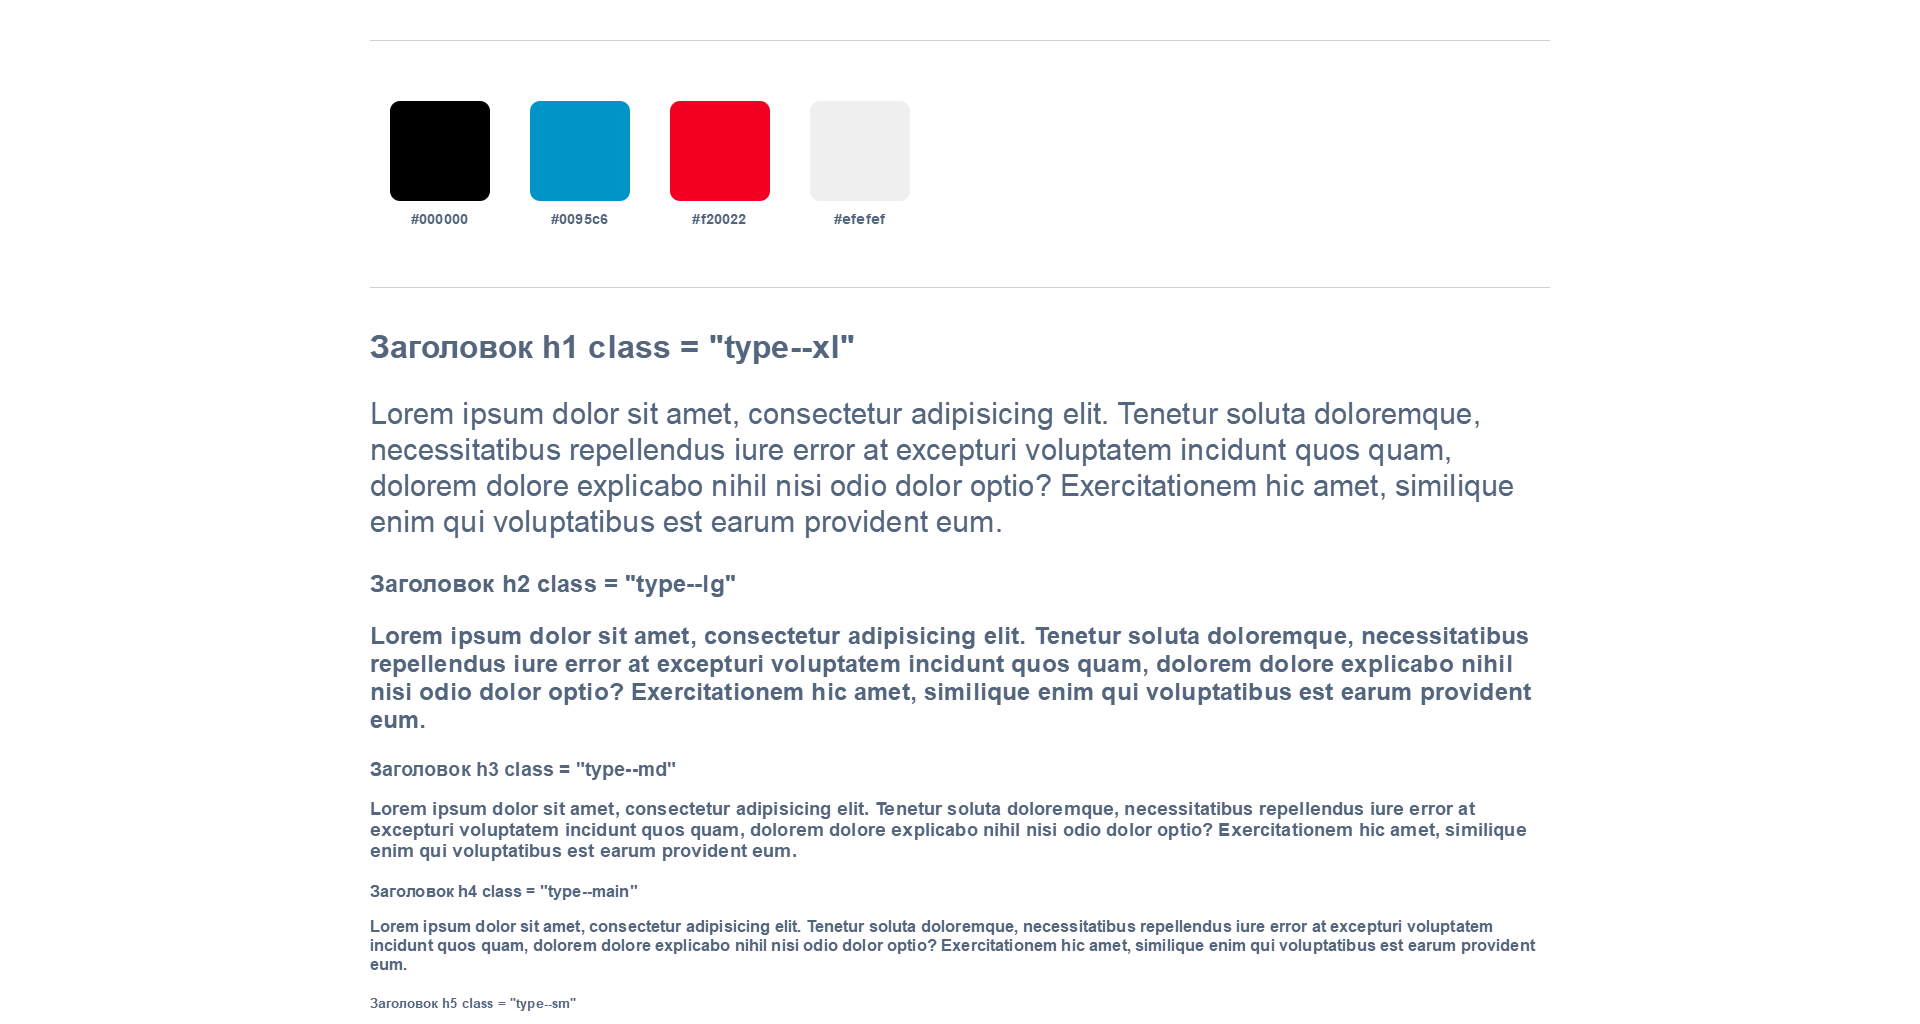 #000000 #0095c6 #f20022 #efefef
Заголовок h1 class = "type--xl"
Lorem ipsum dolor sit amet, consectetur adipisicing elit. Tenetur soluta doloremque,
necessitatibus repellendus iure error at excepturi voluptatem incidunt quos quam,
dolorem dolore explicabo nihil nisi odio dolor optio? Exercitationem hic amet, similique
enim qui voluptatibus est earum provident eum.
Заголовок h2 class = "type--lg"
Lorem ipsum dolor sit amet, consectetur adipisicing elit. Tenetur soluta doloremque, necessitatibus
repellendus iure error at excepturi voluptatem incidunt quos quam, dolorem dolore explicabo nihil
nisi odio dolor optio? Exercitationem hic amet, similique enim qui voluptatibus est earum provident
eum.
Заголовок h3 class = "type--md"
Lorem ipsum dolor sit amet, consectetur adipisicing elit. Tenetur soluta doloremque, necessitatibus repellendus iure error at
excepturi voluptatem incidunt quos quam, dolorem dolore explicabo nihil nisi odio dolor optio? Exercitationem hic amet, similique
enim qui voluptatibus est earum provident eum.
Заголовок h4 class = "type--main"
Lorem ipsum dolor sit amet, consectetur adipisicing elit. Tenetur soluta doloremque, necessitatibus repellendus iure error at excepturi voluptatem
incidunt quos quam, dolorem dolore explicabo nihil nisi odio dolor optio? Exercitationem hic amet, similique enim qui voluptatibus est earum provident
eum.
Заголовок h5 class = "type--sm"